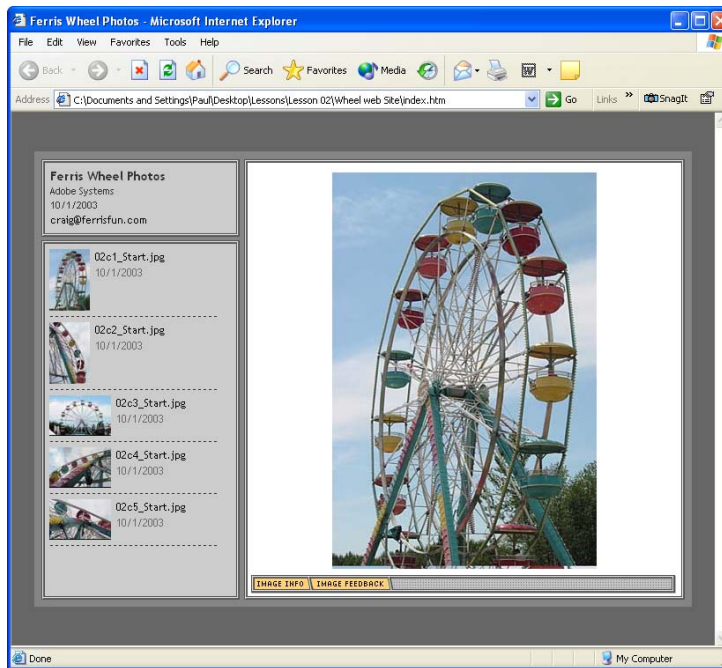 Ferris Wheel Photos - Microsoft Internet Explorer
File Edit View Favorites Tools Help
Back Search Favorites Media W
Address C:\Documents and Settings\Paul\Desktop\Lessons\Lesson 02\Wheel web Site\index.htm Go Links » SnagIt
Ferris Wheel Photos
Adobe Systems
10/1/2003
craig@ferrisfun.com
02c1_Start.jpg
10/1/2003
02c2_Start.jpg
10/1/2003
02c3_Start.jpg
10/1/2003
02c4_Start.jpg
10/1/2003
02c5_Start.jpg
10/1/2003
IMAGE INFO IMAGE FEEDBACK
Done My Computer